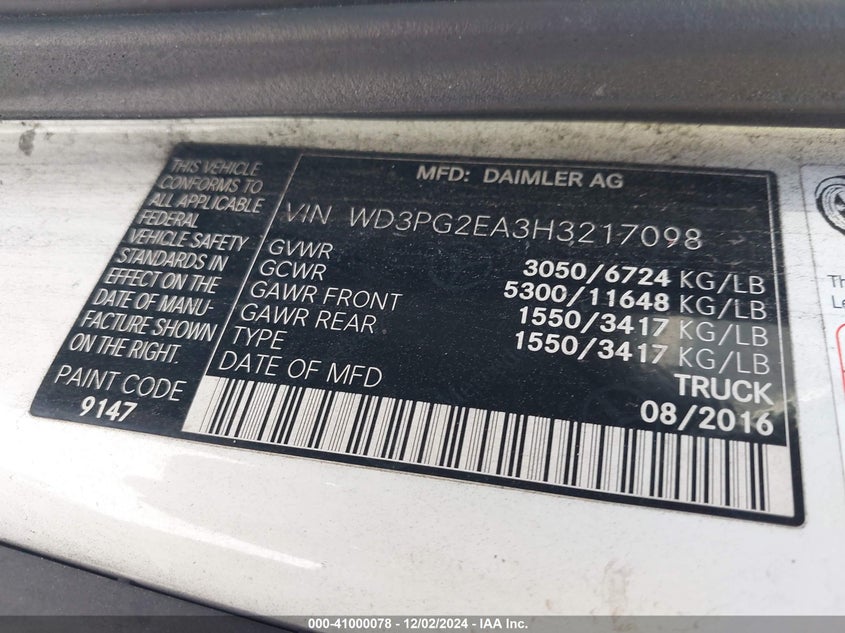 MFD: DAIMLER AG
THIS VEHICLE
CONFORMS TO
ALL APPLICABLE
FEDERAL
VEHICLE SAFETY
STANDARDS IN
EFFECT ON THE
DATE OF MANU-
FACTURE SHOWN
ON THE RIGHT.
PAINT CODE
9147
VIN WD3PG2EA3H3217098
GVWR 3050/6724 KG/LB
GCWR 5300/11648 KG/LB
GAWR FRONT 1550/3417 KG/LB
GAWR REAR 1550/3417 KG/LB
TYPE TRUCK
DATE OF MFD 08/2016
000-41000078 - 12/02/2024 - IAA Inc.